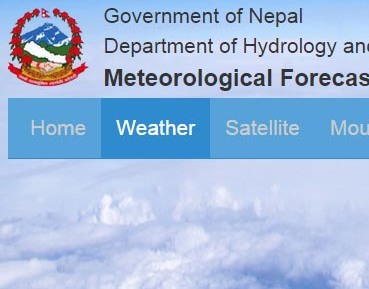 Government of Nepal
Department of Hydrology
Meteorological
Home Weather Satellite